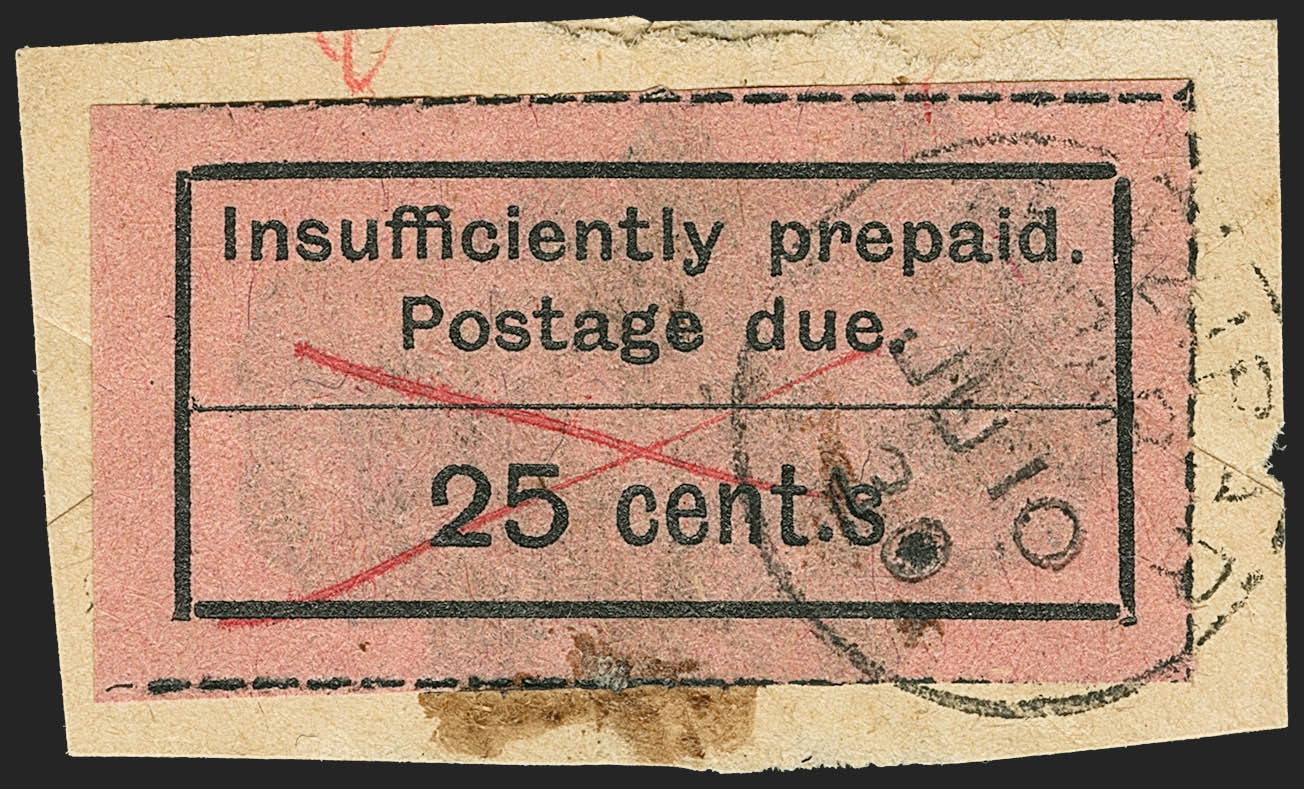 Insufficiently prepaid.
Postage due.
25 cent.s